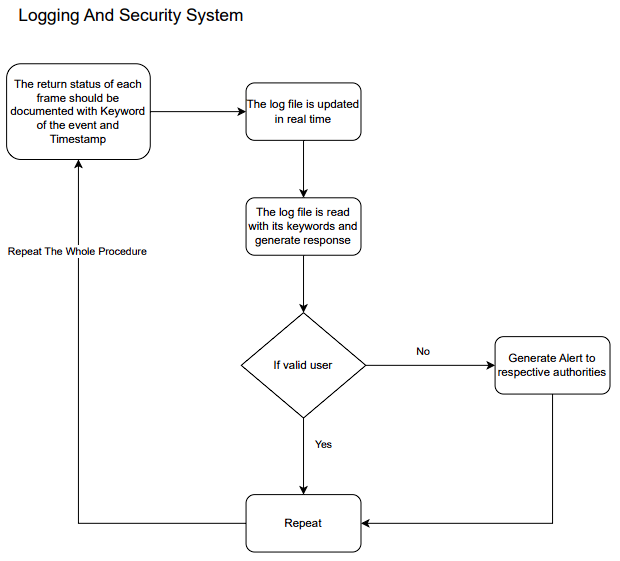 Logging And Security System
The return status of each
frame should be
documented with Keyword
of the event and
Timestamp
The log file is updated
in real time
The log file is read
with its keywords and
generate response
Repeat The Whole Procedure
If valid user
No
Generate Alert to
respective authorities
Yes
Repeat